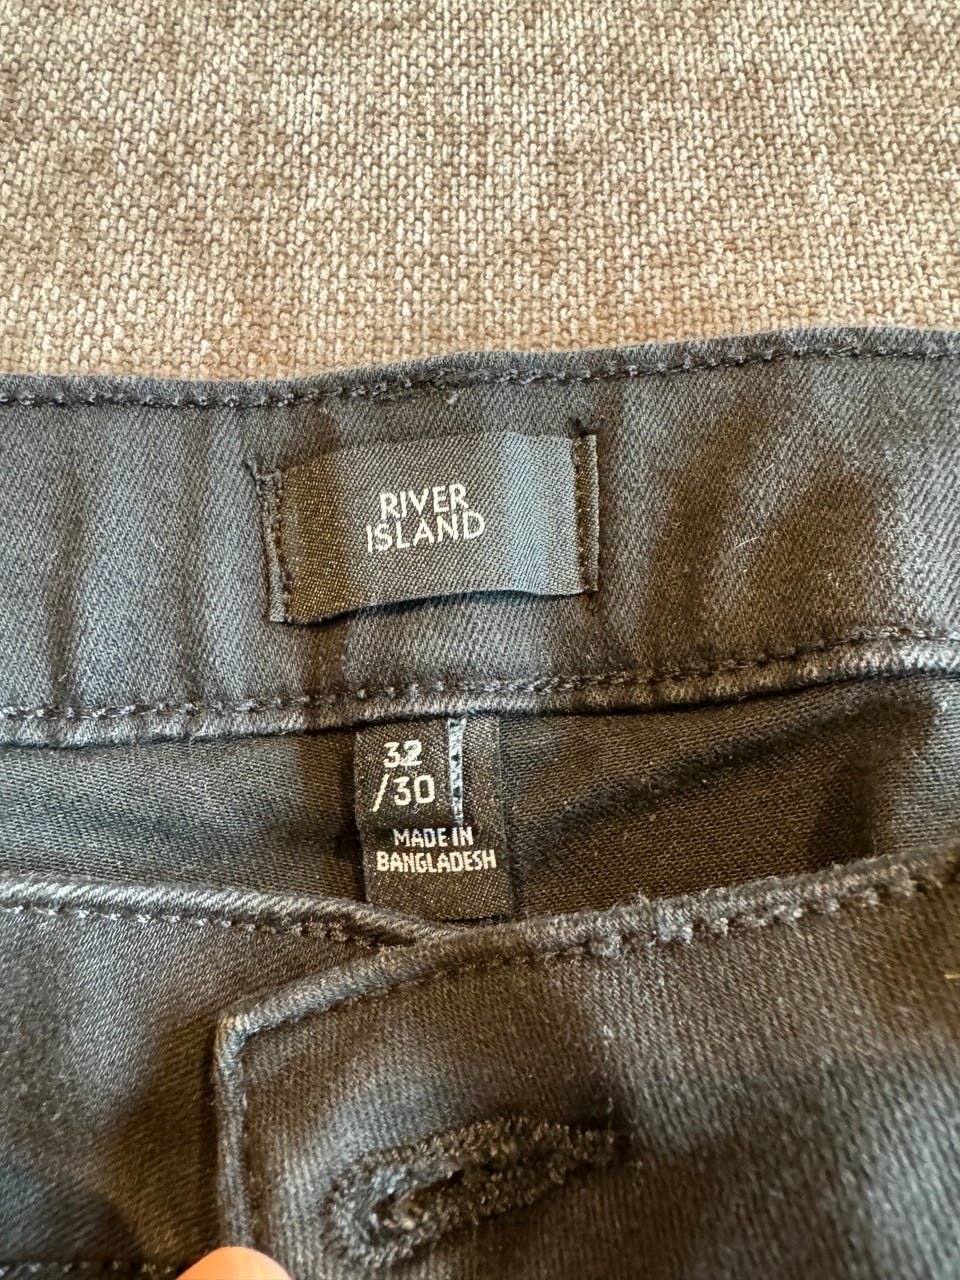 RIVER
ISLAND
32
/30
MADE IN
BANGLADESH